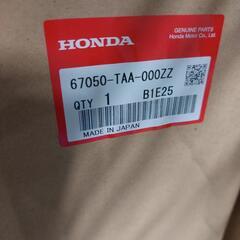 HONDA
GENUINE PARTS
Honda Motor Co., Ltd.
67050-TAA-000ZZ
QTY 1 B1E25
MADE IN JAPAN